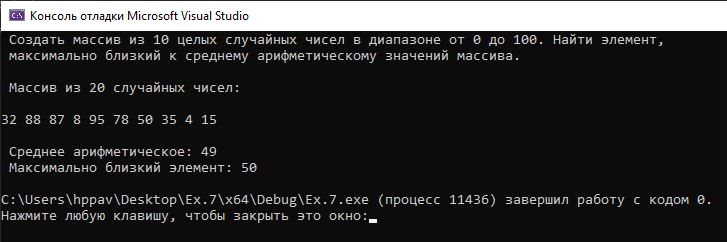 Консоль отладки Microsoft Visual Studio
Создать массив из 10 целых случайных чисел в диапазоне от 0 до 100. Найти элемент,
максимально близкий к среднему арифметическому значений массива.
Массив из 20 случайных чисел:
32 88 87 8 95 78 50 35 4 15
Среднее арифметическое: 49
Максимально близкий элемент: 50
C:\Users\hppav\Desktop\Ex.7\x64\Debug\Ex.7.exe (процесс 11436) завершил работу с кодом 0.
Нажмите любую клавишу, чтобы закрыть это окно: